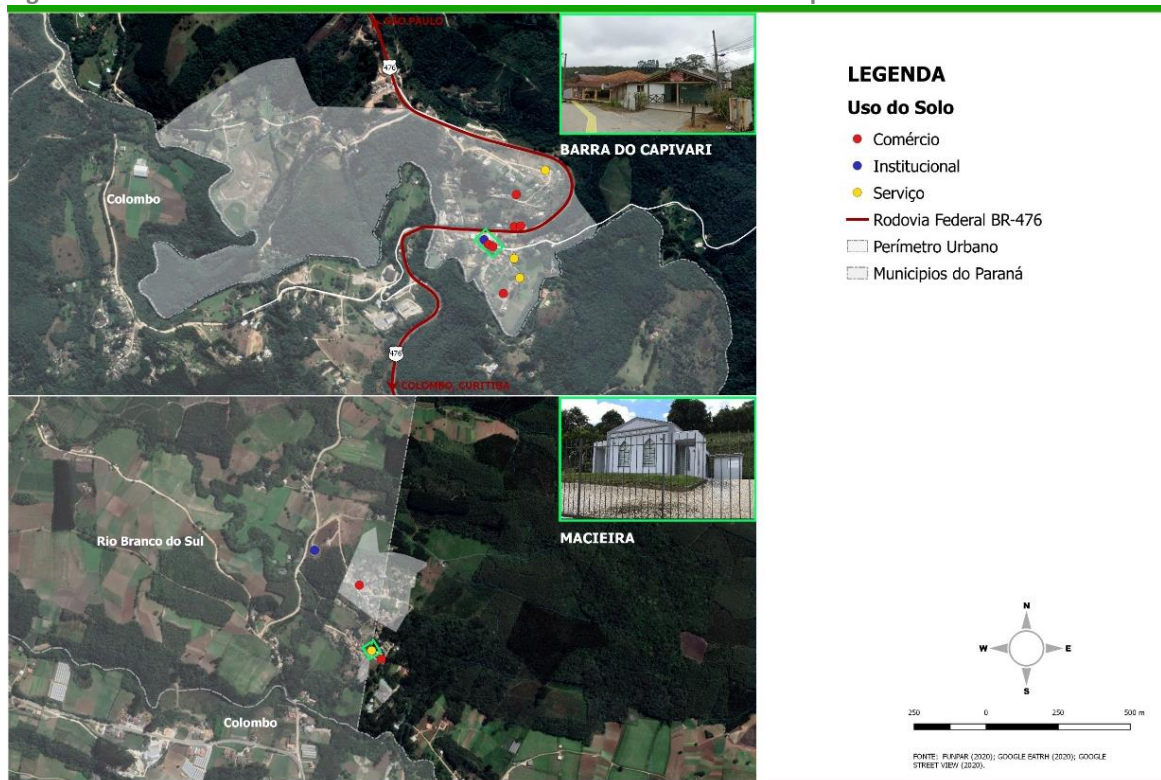 SÃO PAULO
476
BARRA DO CAPIVARI
Colombo
476
COLOMBO, CURITIBA
Rio Branco do Sul
MACIEIRA
Colombo
LEGENDA
Uso do Solo
Comércio
Institucional
Serviço
Rodovia Federal BR-476
Perímetro Urbano
Municipios do Paraná
N
W
E
S
250 0 250 500 m
FONTE: FUNPAR (2020); GOOGLE EATRH (2020); GOOGLE
STREET VIEW (2020).